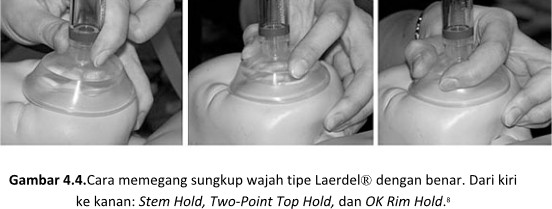 Gambar 4.4.Cara memegang sungkup wajah tipe Laerdel® dengan benar. Dari kiri
ke kanan: Stem Hold, Two-Point Top Hold, dan OK Rim Hold.⁸